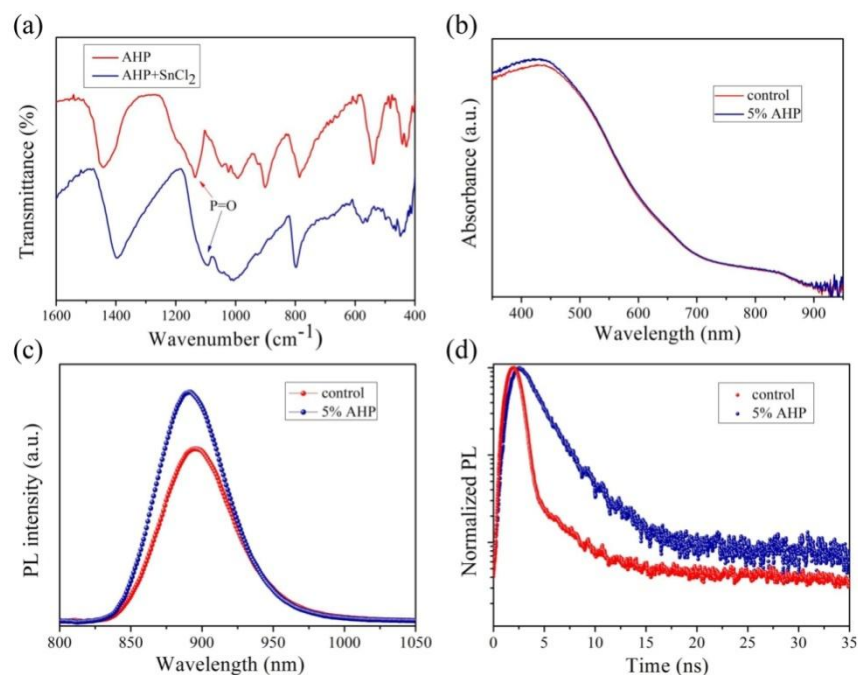 (a)
AHP
AHP+SnCl2
P=O
Transmittance (%)
1600 1400 1200 1000 800 600 400
Wavenumber (cm-1)
(b)
control
5% AHP
Absorbance (a.u.)
400 500 600 700 800 900
Wavelength (nm)
(c)
control
5% AHP
PL intensity (a.u.)
800 850 900 950 1000 1050
Wavelength (nm)
(d)
control
5% AHP
Normalized PL
0 5 10 15 20 25 30 35
Time (ns)